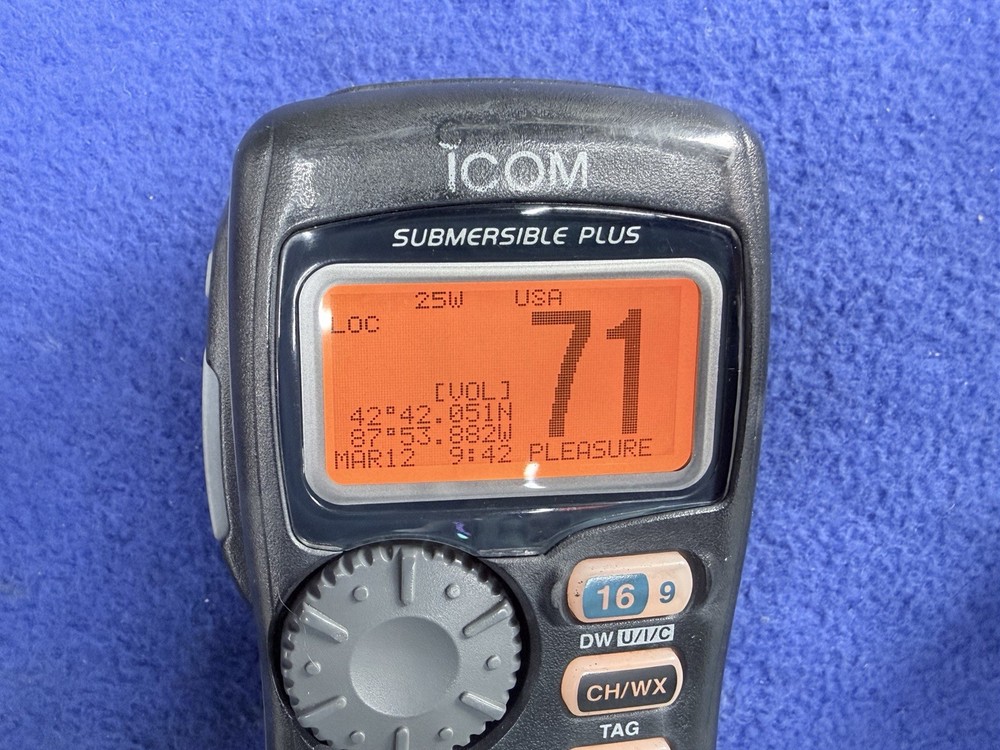 ICOM
SUBMERSIBLE PLUS
25W USA
LOC
71
[VOL]
42°42.051N
87°53.882W
MAR12 9:42 PLEASURE
16 9
DW U/I/C
CH/WX
TAG